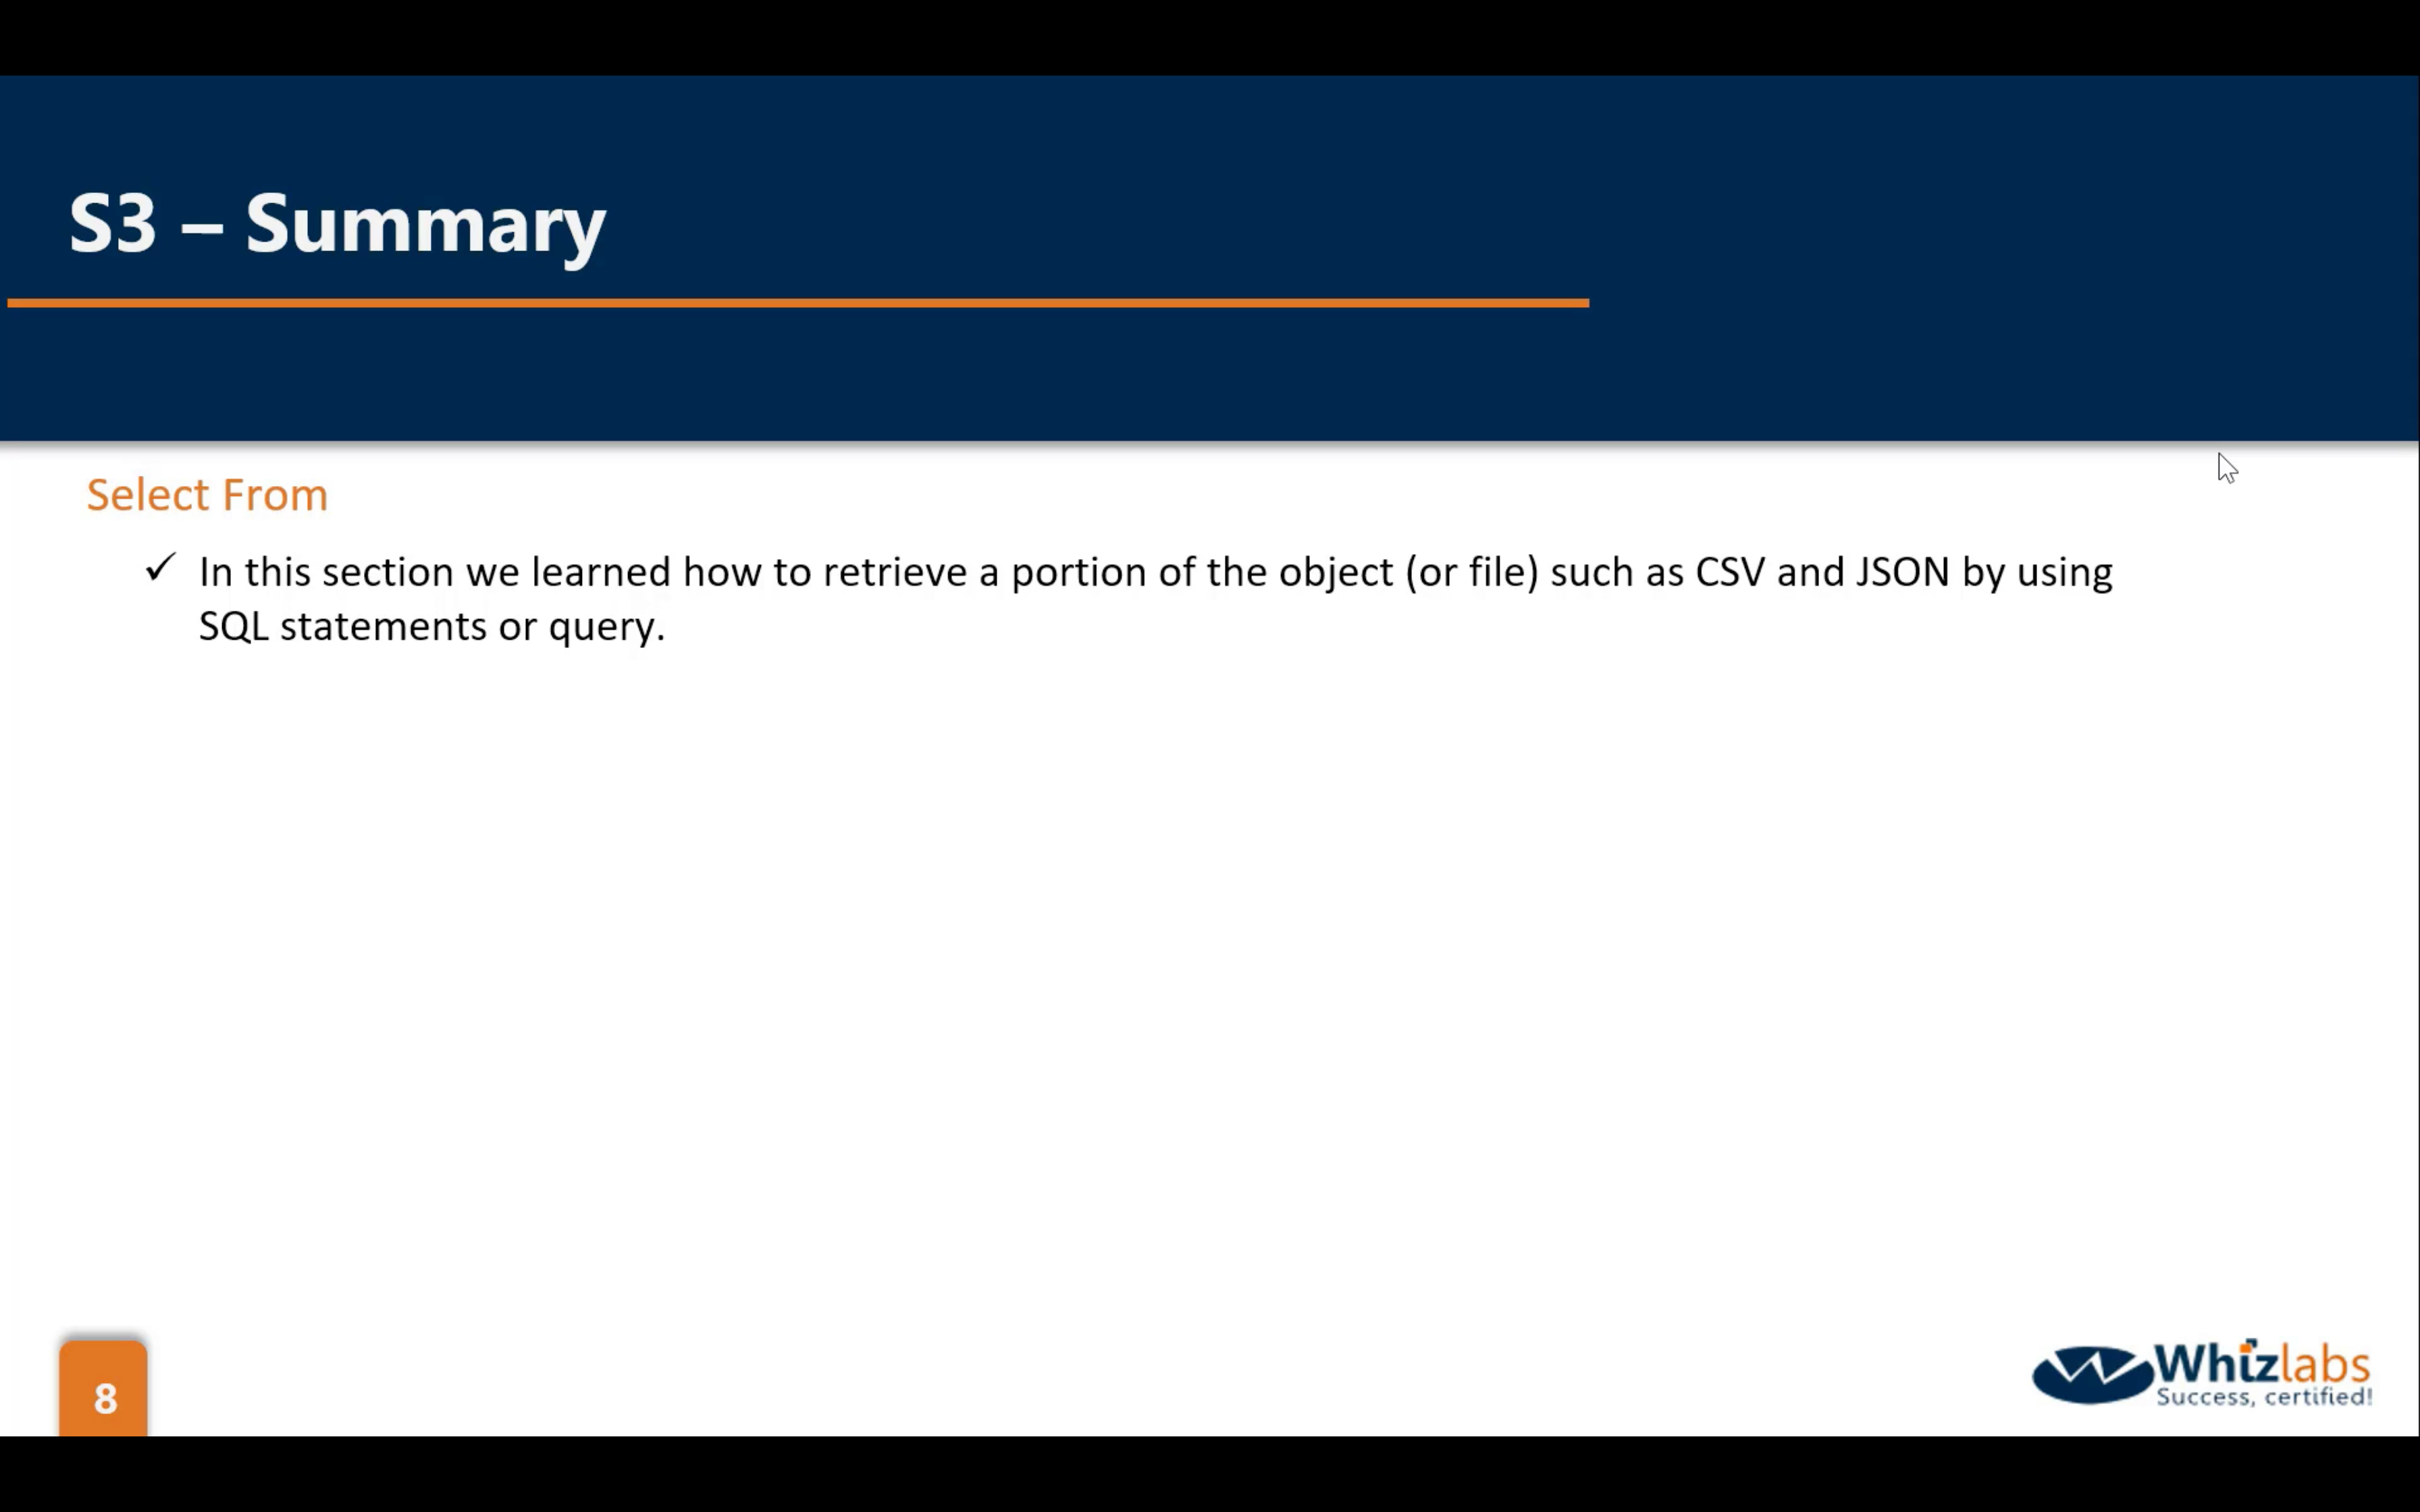 S3 – Summary
Select From
✓ In this section we learned how to retrieve a portion of the object (or file) such as CSV and JSON by using
SQL statements or query.
8
Whizlabs
Success, certified!